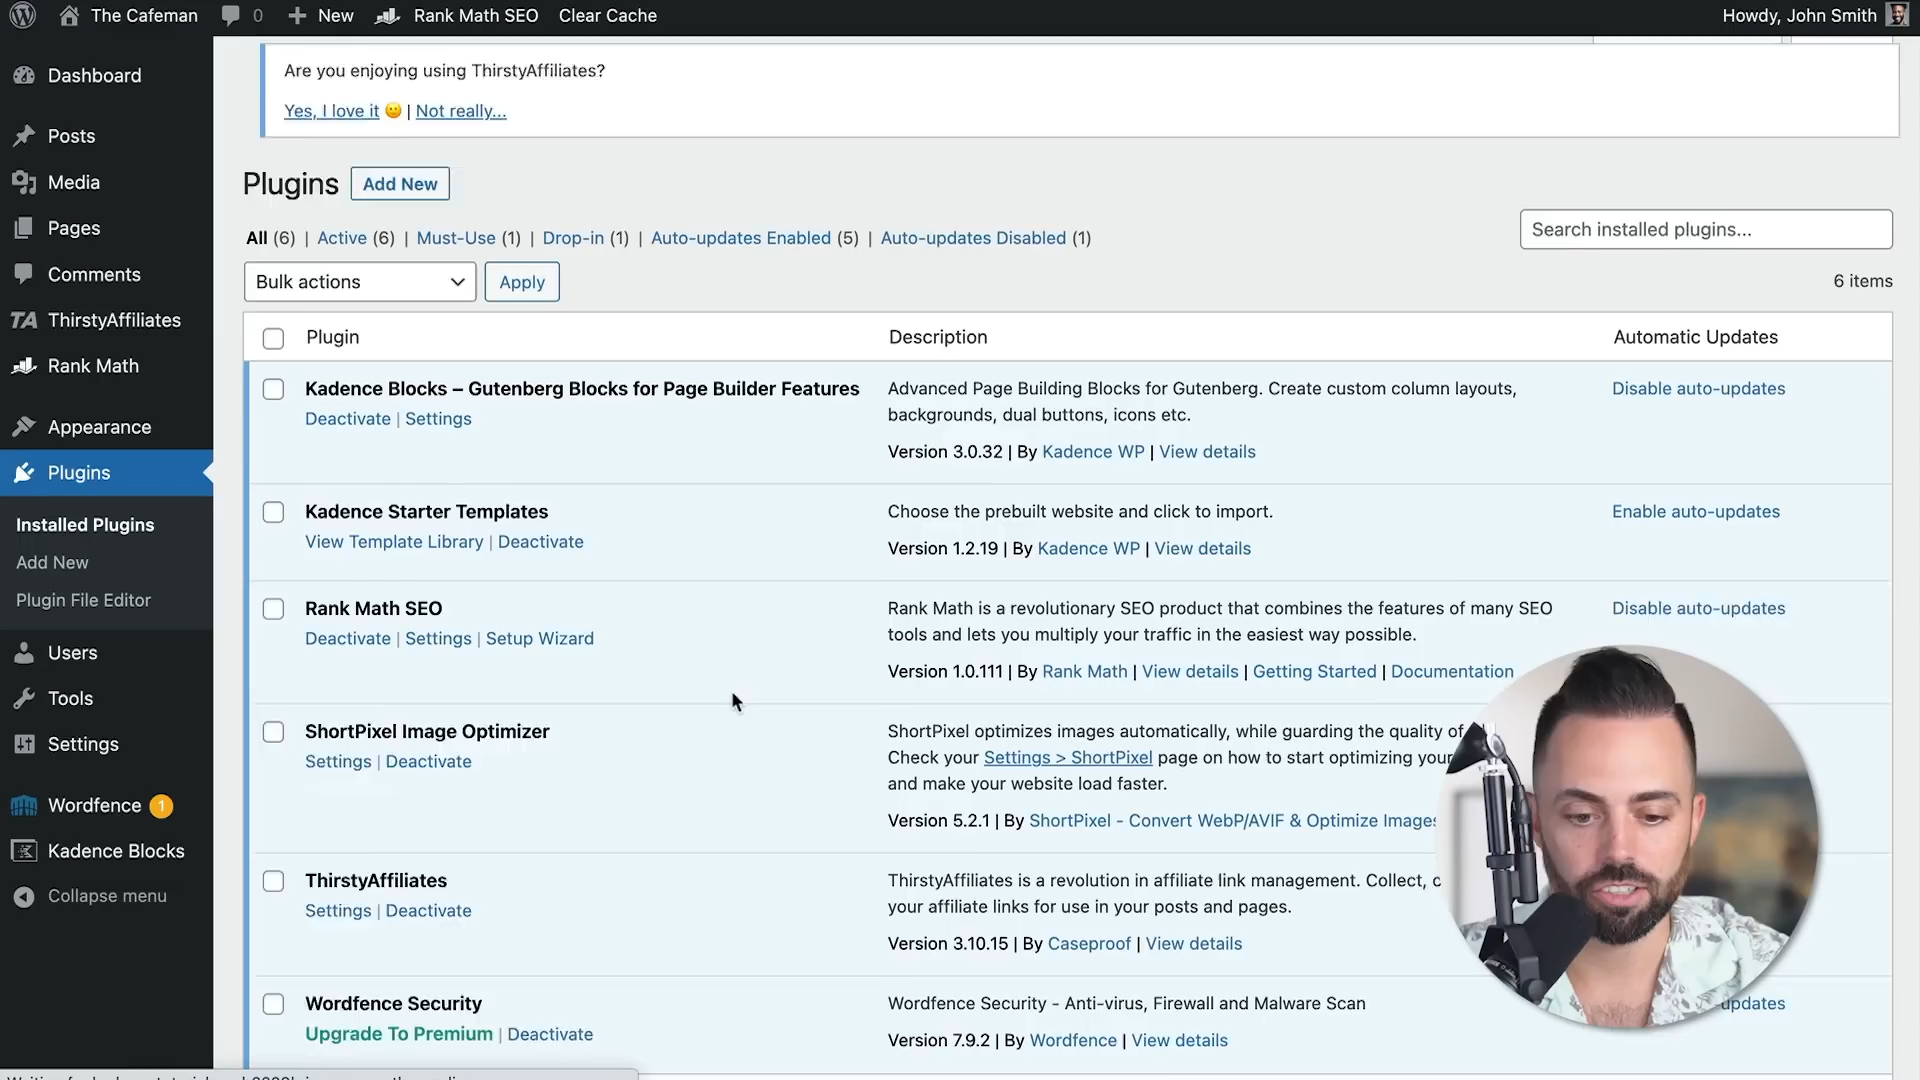 The Cafeman 0 New Rank Math SEO Clear Cache Howdy, John Smith
Dashboard
Posts
Media
Pages
Comments
TA ThirstyAffiliates
Rank Math
Appearance
Plugins
Installed Plugins
Add New
Plugin File Editor
Users
Tools
Settings
Wordfence 1
Kadence Blocks
Collapse menu
Are you enjoying using ThirstyAffiliates?
Yes, I love it 🙂 | Not really...
Plugins Add New
All (6) | Active (6) | Must-Use (1) | Drop-in (1) | Auto-updates Enabled (5) | Auto-updates Disabled (1)
Search installed plugins...
Bulk actions Apply
6 items
Plugin Description Automatic Updates
Kadence Blocks – Gutenberg Blocks for Page Builder Features
Deactivate | Settings
Advanced Page Building Blocks for Gutenberg. Create custom column layouts,
backgrounds, dual buttons, icons etc.
Version 3.0.32 | By Kadence WP | View details
Disable auto-updates
Kadence Starter Templates
View Template Library | Deactivate
Choose the prebuilt website and click to import.
Version 1.2.19 | By Kadence WP | View details
Enable auto-updates
Rank Math SEO
Deactivate | Settings | Setup Wizard
Rank Math is a revolutionary SEO product that combines the features of many SEO
tools and lets you multiply your traffic in the easiest way possible.
Version 1.0.111 | By Rank Math | View details | Getting Started | Documentation
Disable auto-updates
ShortPixel Image Optimizer
Settings | Deactivate
ShortPixel optimizes images automatically, while guarding the quality of
Check your Settings > ShortPixel page on how to start optimizing your
and make your website load faster.
Version 5.2.1 | By ShortPixel - Convert WebP/AVIF & Optimize Images
ThirstyAffiliates
Settings | Deactivate
ThirstyAffiliates is a revolution in affiliate link management. Collect,
your affiliate links for use in your posts and pages.
Version 3.10.15 | By Caseproof | View details
Wordfence Security
Upgrade To Premium | Deactivate
Wordfence Security - Anti-virus, Firewall and Malware Scan
Version 7.9.2 | By Wordfence | View details
updates